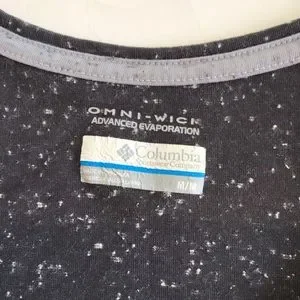 OMNI-WICK
ADVANCED EVAPORATION
Columbia
Sportswear Company
M/M